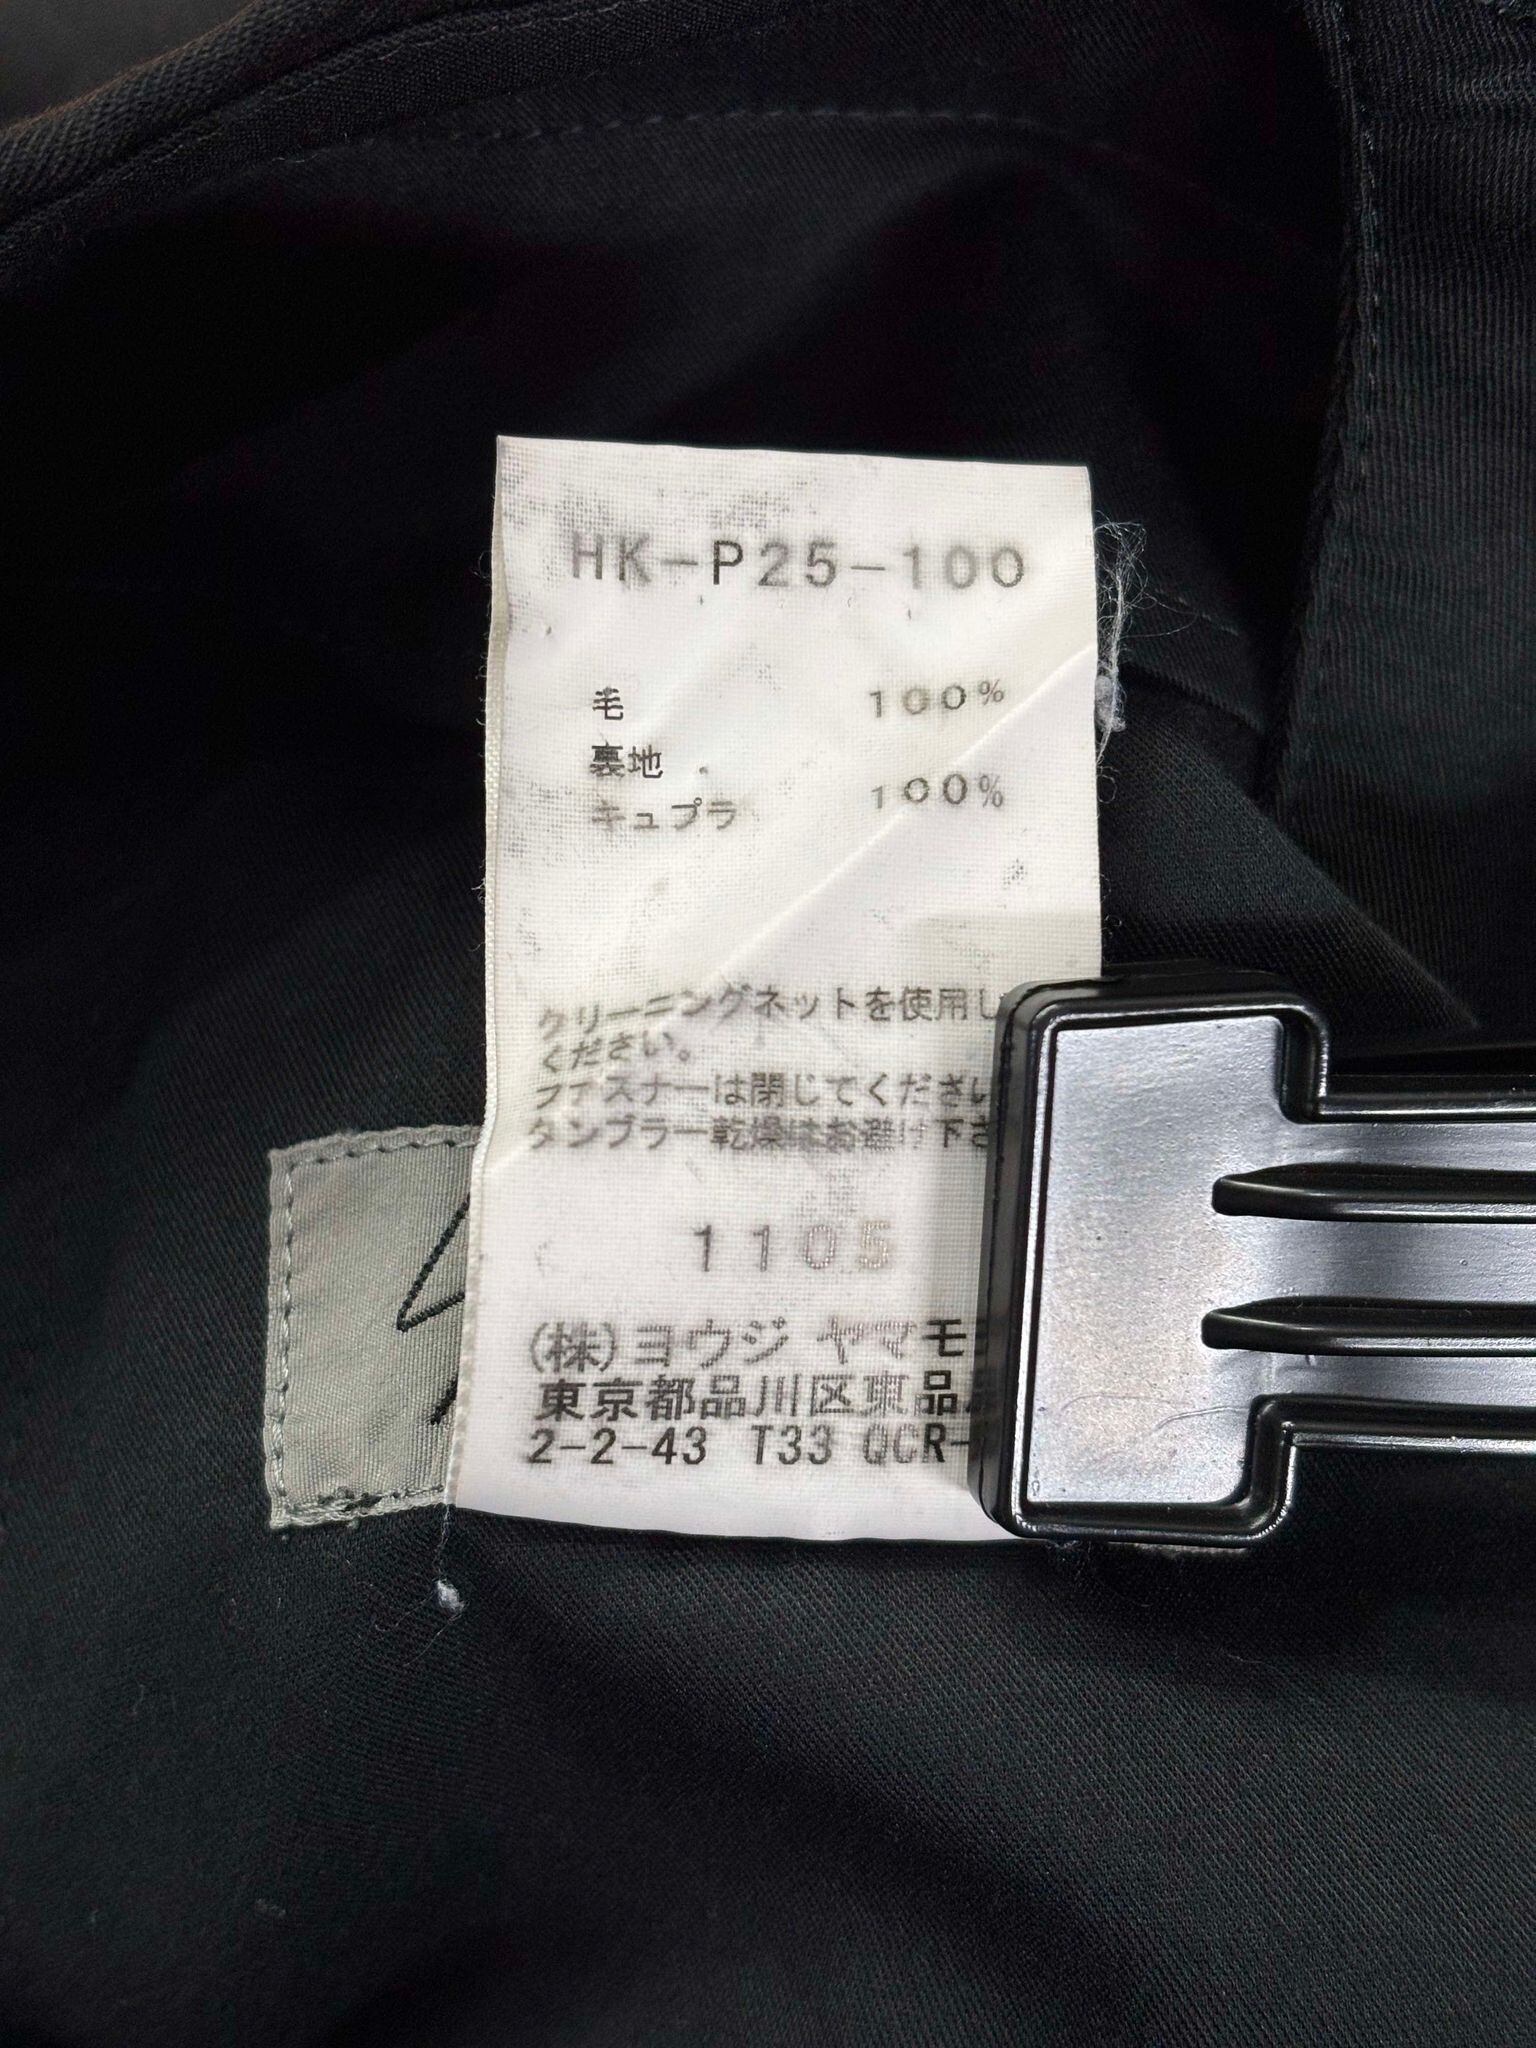 HK-P25-100
毛 100%
裏地
キュプラ 100%
クリーニングネットを使用し
ください。
ファスナーは閉じてください
タンブラー乾燥はお避け下さ
1105
(株)ヨウジ ヤマモ
東京都品川区東品
2-2-43 T33 QCR-